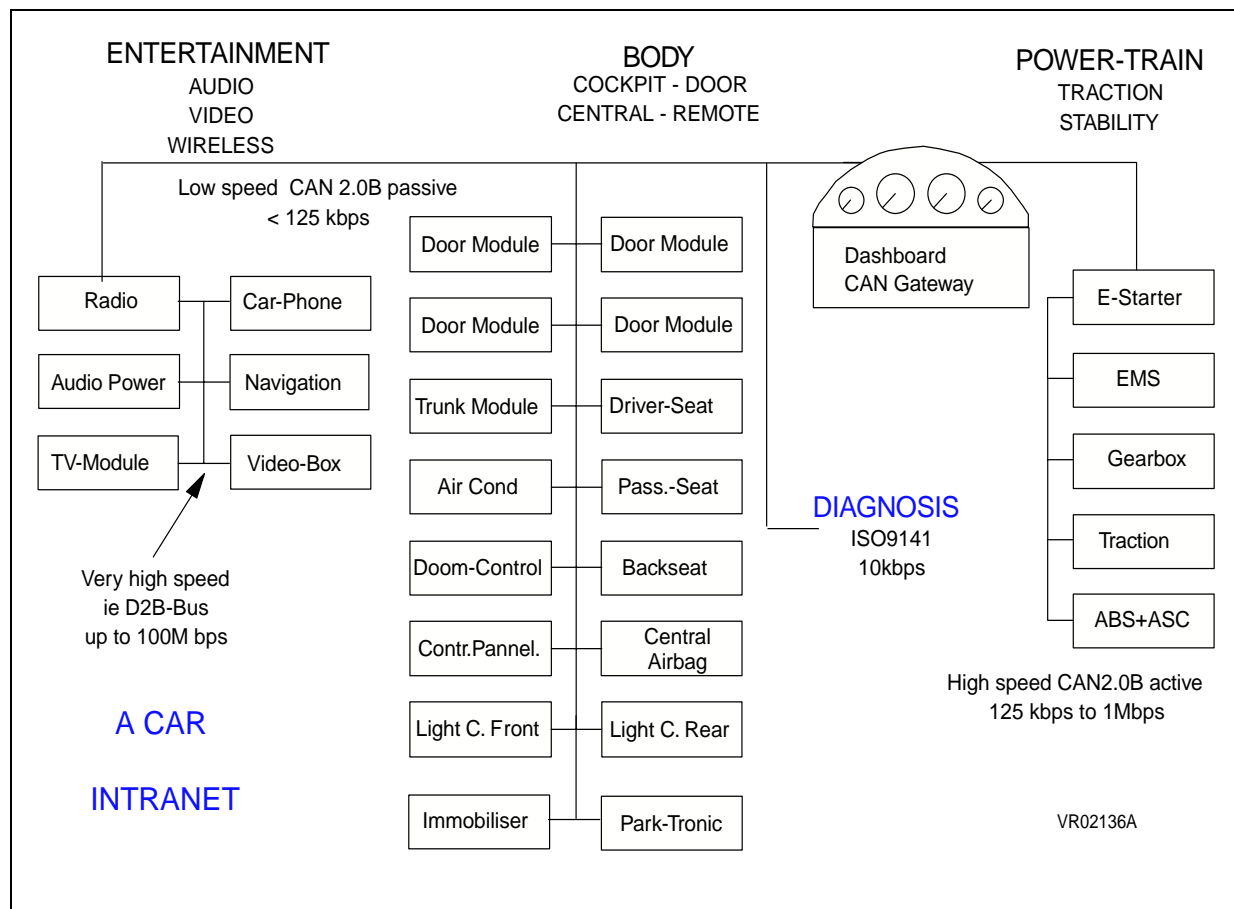 ENTERTAINMENT
AUDIO
VIDEO
WIRELESS
BODY
COCKPIT - DOOR
CENTRAL - REMOTE
POWER-TRAIN
TRACTION
STABILITY
Low speed CAN 2.0B passive
< 125 kbps
Radio
Car-Phone
Audio Power
Navigation
TV-Module
Video-Box
Very high speed
ie D2B-Bus
up to 100M bps
A CAR
INTRANET
Door Module
Door Module
Door Module
Door Module
Trunk Module
Driver-Seat
Air Cond
Pass.-Seat
Doom-Control
Backseat
Contr.Pannel.
Central
Airbag
Light C. Front
Light C. Rear
Immobiliser
Park-Tronic
Dashboard
CAN Gateway
DIAGNOSIS
ISO9141
10kbps
E-Starter
EMS
Gearbox
Traction
ABS+ASC
High speed CAN2.0B active
125 kbps to 1Mbps
VR02136A